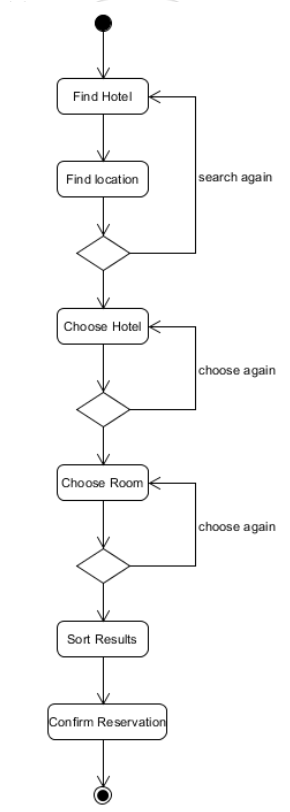 Find Hotel
Find location
search again
Choose Hotel
choose again
Choose Room
choose again
Sort Results
Confirm Reservation